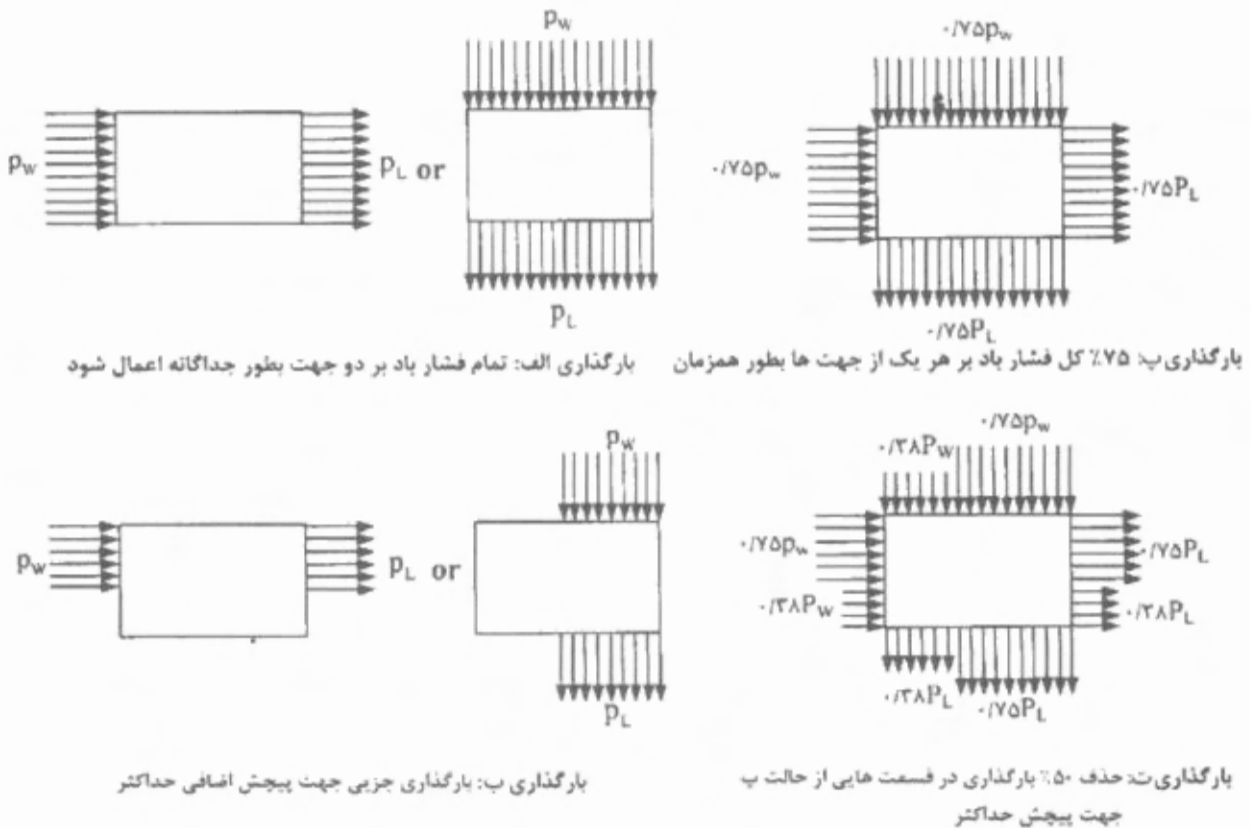 p_W
p_L or
p_W
p_L
۰/۷۵p_w
۰/۷۵p_w
۰/۷۵P_L
۰/۷۵P_L
بارگذاری الف: تمام فشار باد بر دو جهت بطور جداگانه اعمال شود
بارگذاری پ: ۷۵٪ کل فشار باد بر هر یک از جهت ها بطور همزمان
p_W
p_L or
p_W
p_L
۰/۷۵p_w
۰/۳۸P_W
۰/۷۵p_w
۰/۷۵P_L
۰/۳۸P_W
۰/۳۸P_L
۰/۳۸P_L
۰/۷۵P_L
بارگذاری ب: بارگذاری جزیی جهت پیچش اضافی حداکثر
بارگذاری ت: حذف ۵۰٪ بارگذاری در قسمت هایی از حالت پ
جهت پیچش حداکثر